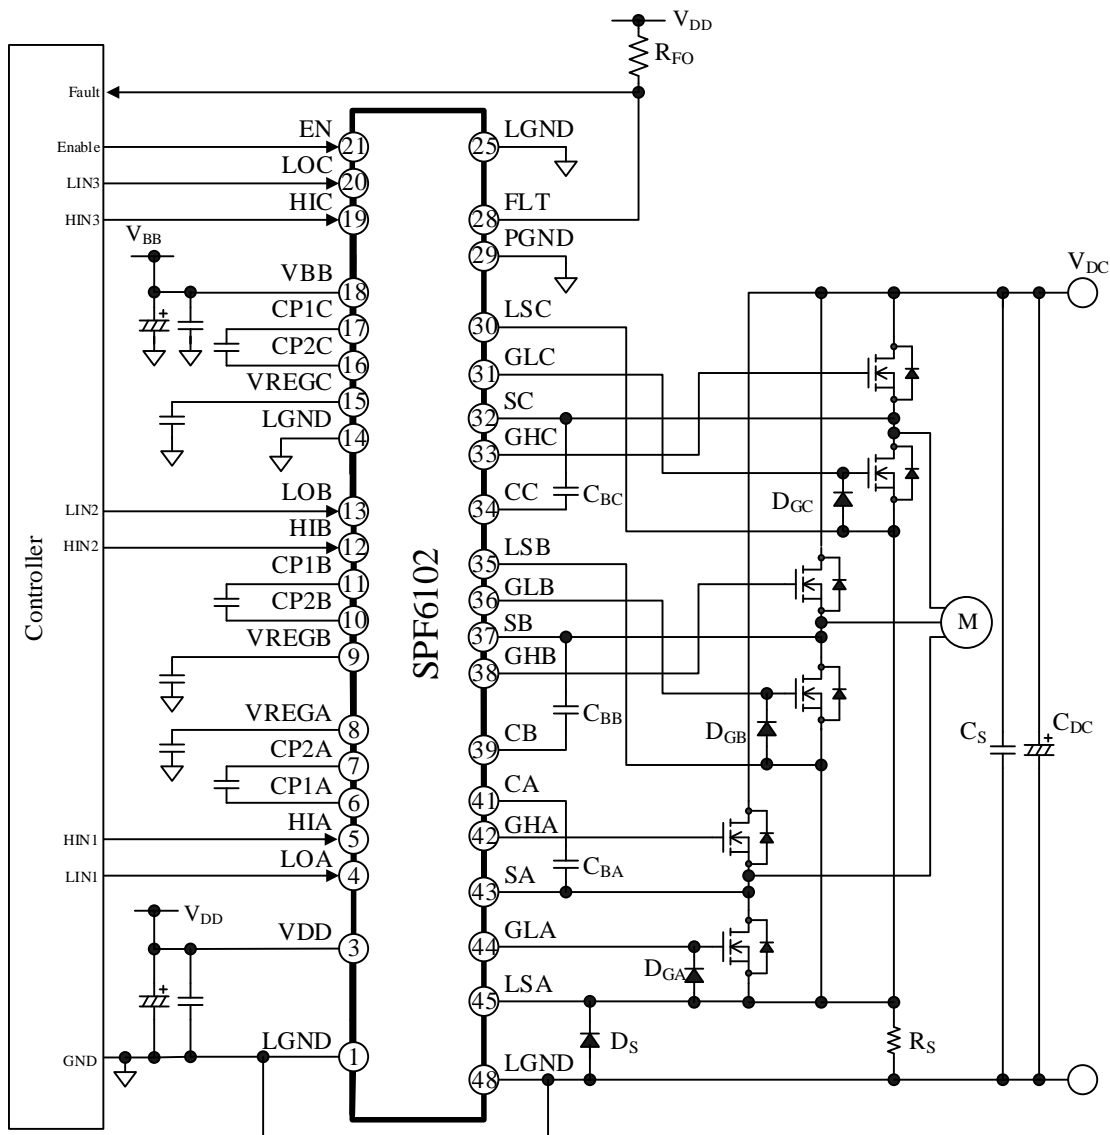 V_DD
R_FO
Fault
EN
21
25
LGND
Enable
LOC
20
LIN3
HIC
19
28
FLT
HIN3
V_BB
29
PGND
V_DC
VBB
18
CP1C
17
30
LSC
CP2C
16
31
GLC
VREGC
15
32
SC
LGND
14
33
GHC
LOB
13
34
CC
C_BC
D_GC
LIN2
HIB
12
HIN2
CP1B
11
35
LSB
CP2B
10
36
GLB
VREGB
9
37
SB
38
GHB
M
Controller
SPF6102
VREGA
8
39
CB
C_BB
D_GB
C_S
C_DC
CP2A
7
CP1A
6
41
CA
HIA
5
42
GHA
HIN1
LOA
4
43
SA
C_BA
LIN1
V_DD
VDD
3
44
GLA
D_GA
45
LSA
D_S
R_S
GND
LGND
1
48
LGND